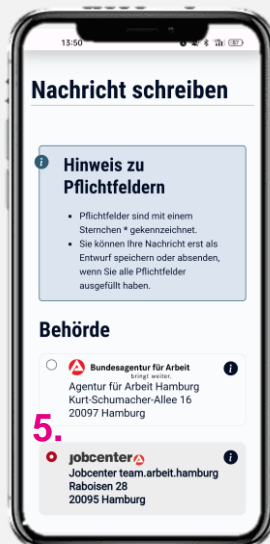 13:50
57
Nachricht schreiben
Hinweis zu
Pflichtfeldern
• Pflichtfelder sind mit einem
Sternchen * gekennzeichnet.
• Sie können Ihre Nachricht erst als
Entwurf speichern oder absenden,
wenn Sie alle Pflichtfelder
ausgefüllt haben.
Behörde
Bundesagentur für Arbeit
bringt weiter.
Agentur für Arbeit Hamburg
Kurt-Schumacher-Allee 16
20097 Hamburg
5.
jobcenter
Jobcenter team.arbeit.hamburg
Raboisen 28
20095 Hamburg